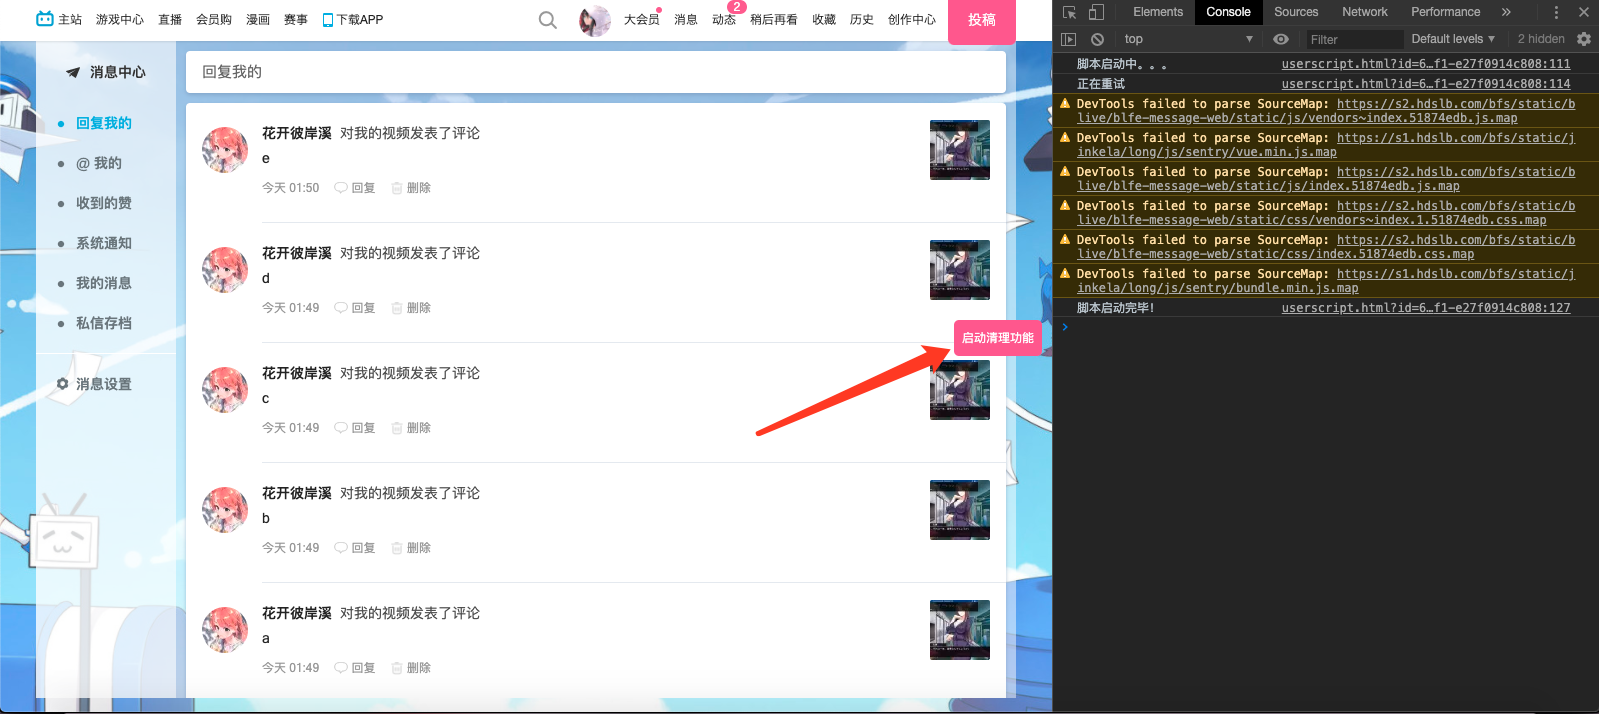 主站 游戏中心 直播 会员购 漫画 赛事 下载APP 大会员 消息 动态 2 稍后再看 收藏 历史 创作中心 投稿
消息中心
回复我的
@ 我的
收到的赞
系统通知
我的消息
私信存档
消息设置
回复我的
花开彼岸溪 对我的视频发表了评论
e
今天 01:50 回复 删除
花开彼岸溪 对我的视频发表了评论
d
今天 01:49 回复 删除
启动清理功能
花开彼岸溪 对我的视频发表了评论
c
今天 01:49 回复 删除
花开彼岸溪 对我的视频发表了评论
b
今天 01:49 回复 删除
花开彼岸溪 对我的视频发表了评论
a
今天 01:49 回复 删除
Elements Console Sources Network Performance »
top Filter Default levels 2 hidden
脚本启动中。。。 userscript.html?id=6…f1-e27f0914c808:111
正在重试 userscript.html?id=6…f1-e27f0914c808:114
DevTools failed to parse SourceMap: https://s2.hdslb.com/bfs/static/b
live/blfe-message-web/static/js/vendors~index.51874edb.js.map
DevTools failed to parse SourceMap: https://s1.hdslb.com/bfs/static/j
inkela/long/js/sentry/vue.min.js.map
DevTools failed to parse SourceMap: https://s2.hdslb.com/bfs/static/b
live/blfe-message-web/static/js/index.51874edb.js.map
DevTools failed to parse SourceMap: https://s2.hdslb.com/bfs/static/b
live/blfe-message-web/static/css/vendors~index.1.51874edb.css.map
DevTools failed to parse SourceMap: https://s2.hdslb.com/bfs/static/b
live/blfe-message-web/static/css/index.51874edb.css.map
DevTools failed to parse SourceMap: https://s1.hdslb.com/bfs/static/j
inkela/long/js/sentry/bundle.min.js.map
脚本启动完毕! userscript.html?id=6…f1-e27f0914c808:127